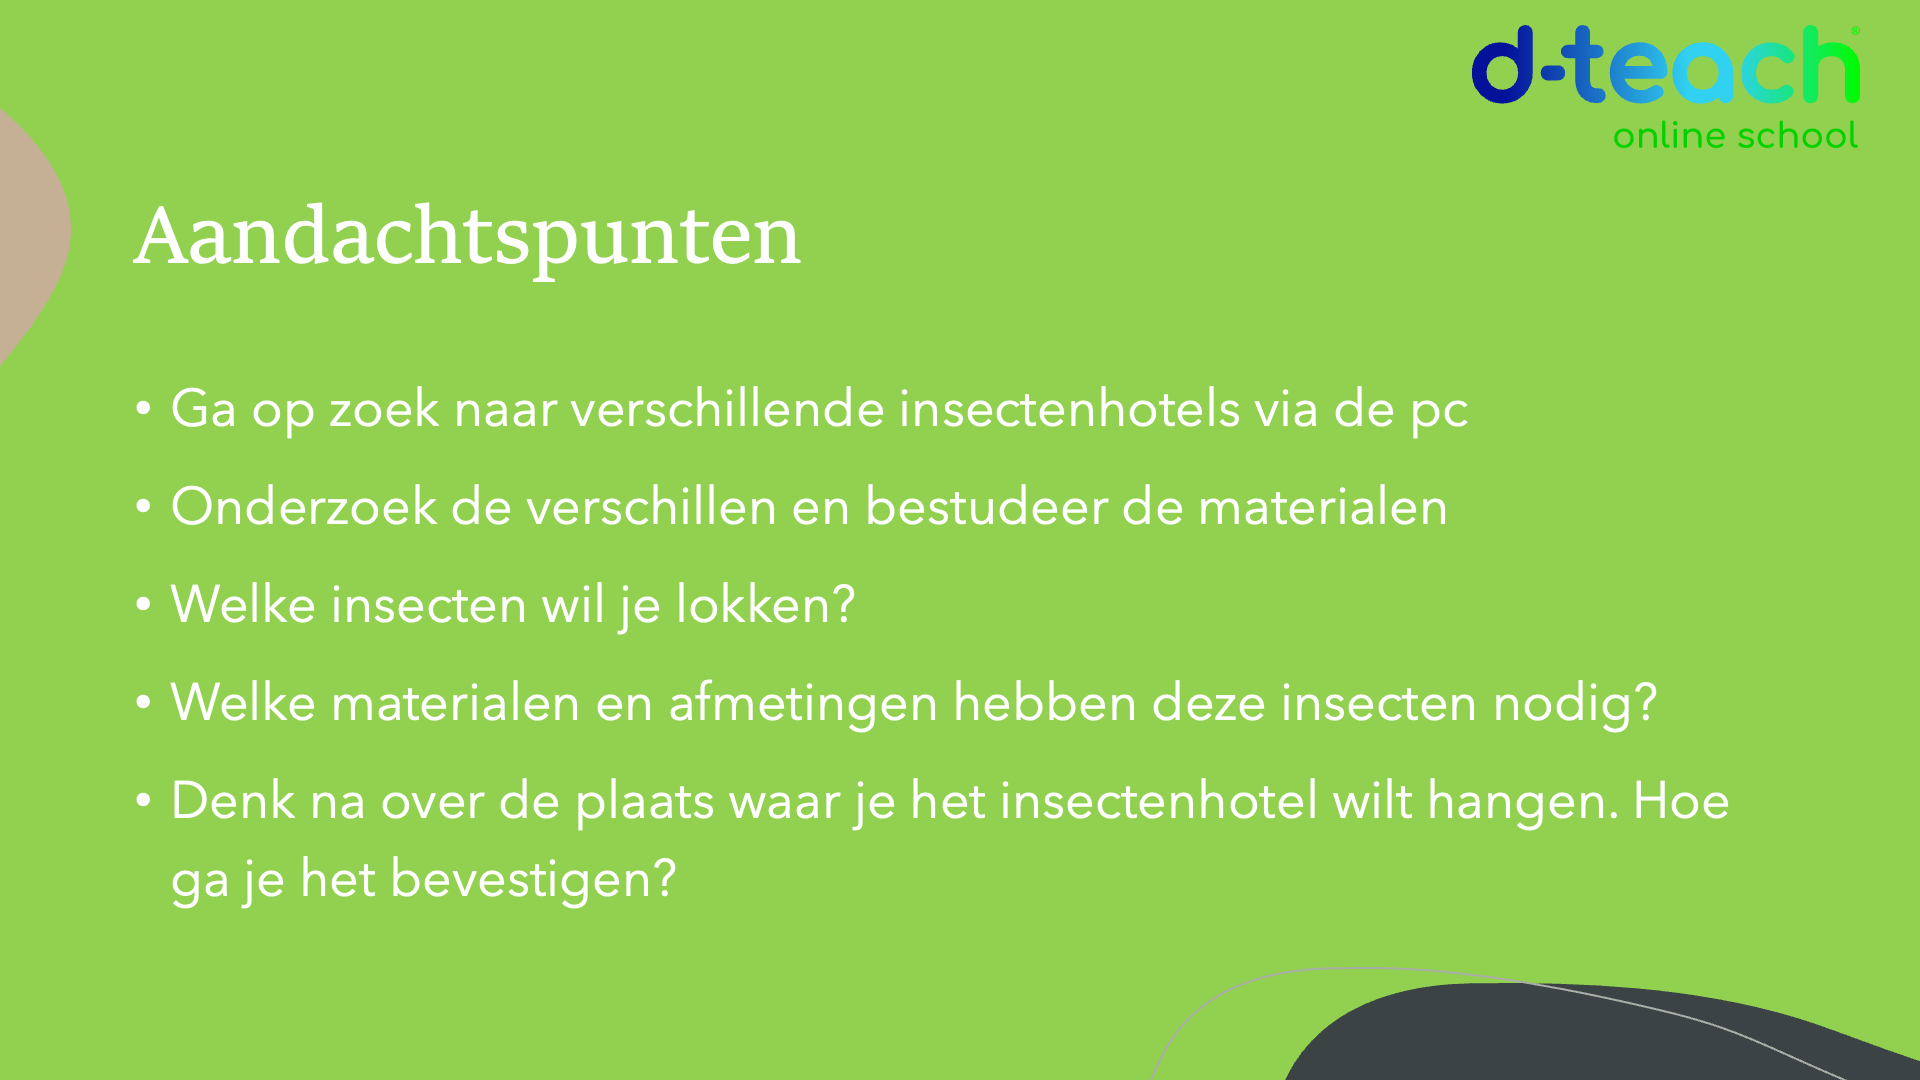 d-teach®
online school
Aandachtspunten
• Ga op zoek naar verschillende insectenhotels via de pc
• Onderzoek de verschillen en bestudeer de materialen
• Welke insecten wil je lokken?
• Welke materialen en afmetingen hebben deze insecten nodig?
• Denk na over de plaats waar je het insectenhotel wilt hangen. Hoe
ga je het bevestigen?